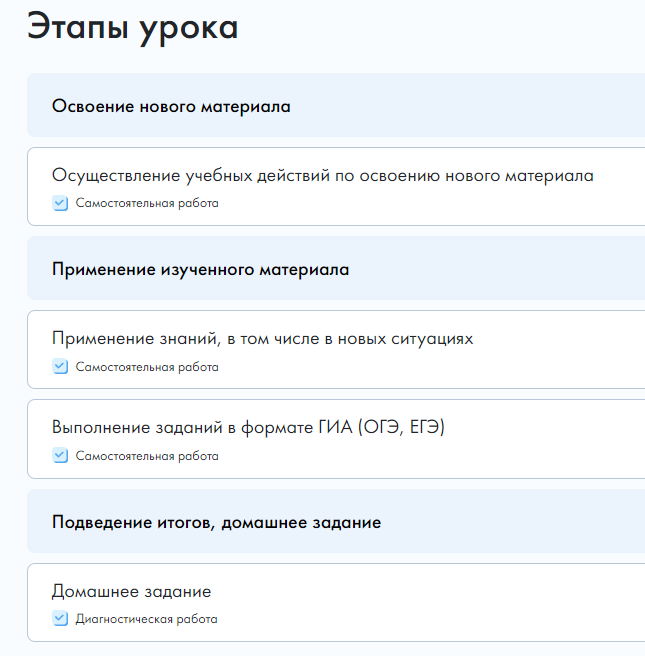 Этапы урока
Освоение нового материала
Осуществление учебных действий по освоению нового материала
Самостоятельная работа
Применение изученного материала
Применение знаний, в том числе в новых ситуациях
Самостоятельная работа
Выполнение заданий в формате ГИА (ОГЭ, ЕГЭ)
Самостоятельная работа
Подведение итогов, домашнее задание
Домашнее задание
Диагностическая работа